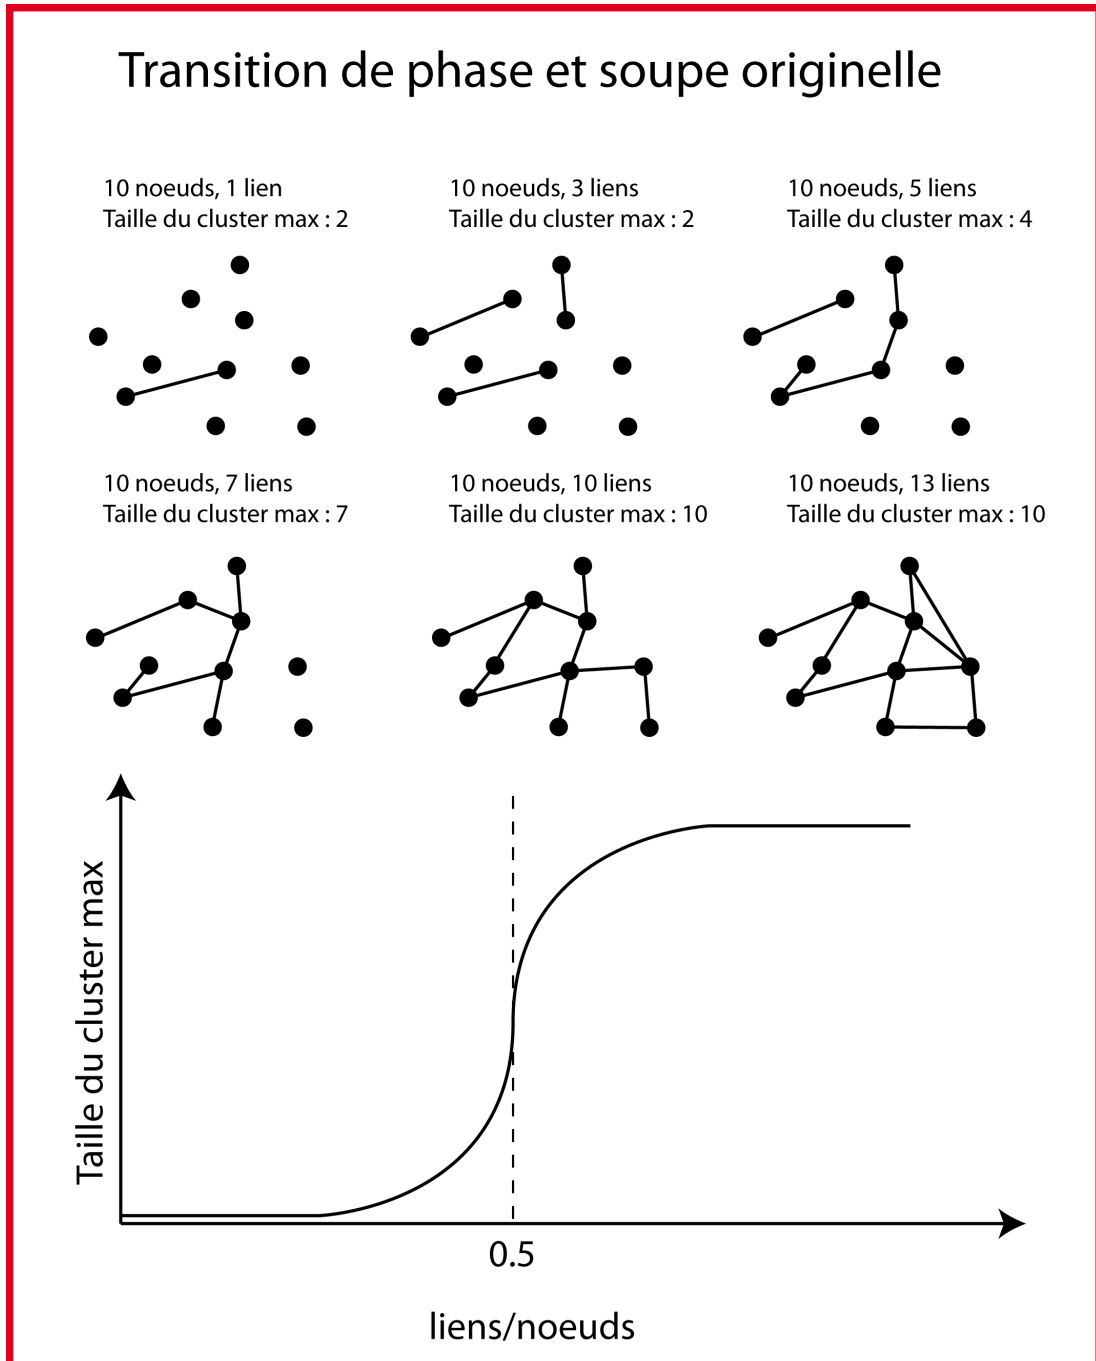 Transition de phase et soupe originelle
10 noeuds, 1 lien
Taille du cluster max : 2
10 noeuds, 3 liens
Taille du cluster max : 2
10 noeuds, 5 liens
Taille du cluster max : 4
10 noeuds, 7 liens
Taille du cluster max : 7
10 noeuds, 10 liens
Taille du cluster max : 10
10 noeuds, 13 liens
Taille du cluster max : 10
Taille du cluster max
0.5
liens/noeuds